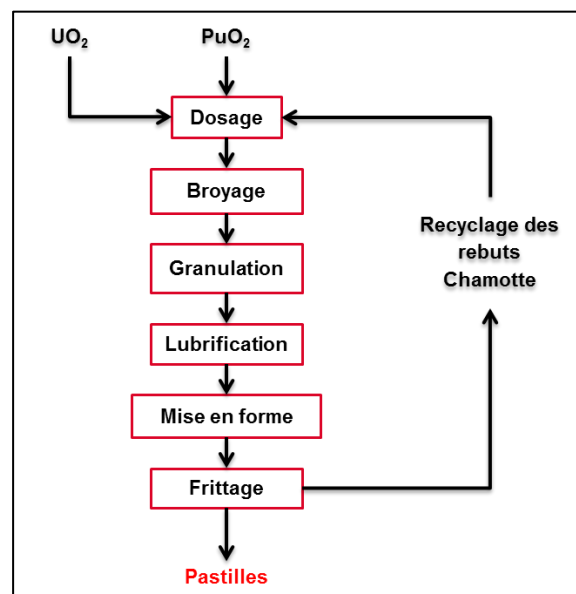 UO₂
PuO₂
Dosage
Broyage
Granulation
Lubrification
Mise en forme
Frittage
Pastilles
Recyclage des
rebuts
Chamotte